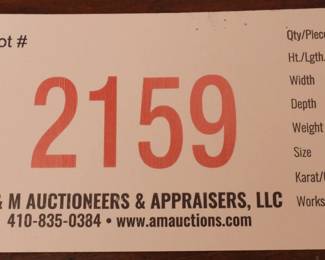 ot #
2159
& M AUCTIONEERS & APPRAISERS, LLC
410-835-0384 • www.amauctions.com
Qty/Piece
Ht./Lgth.
Width
Depth
Weight
Size
Karat/
Works